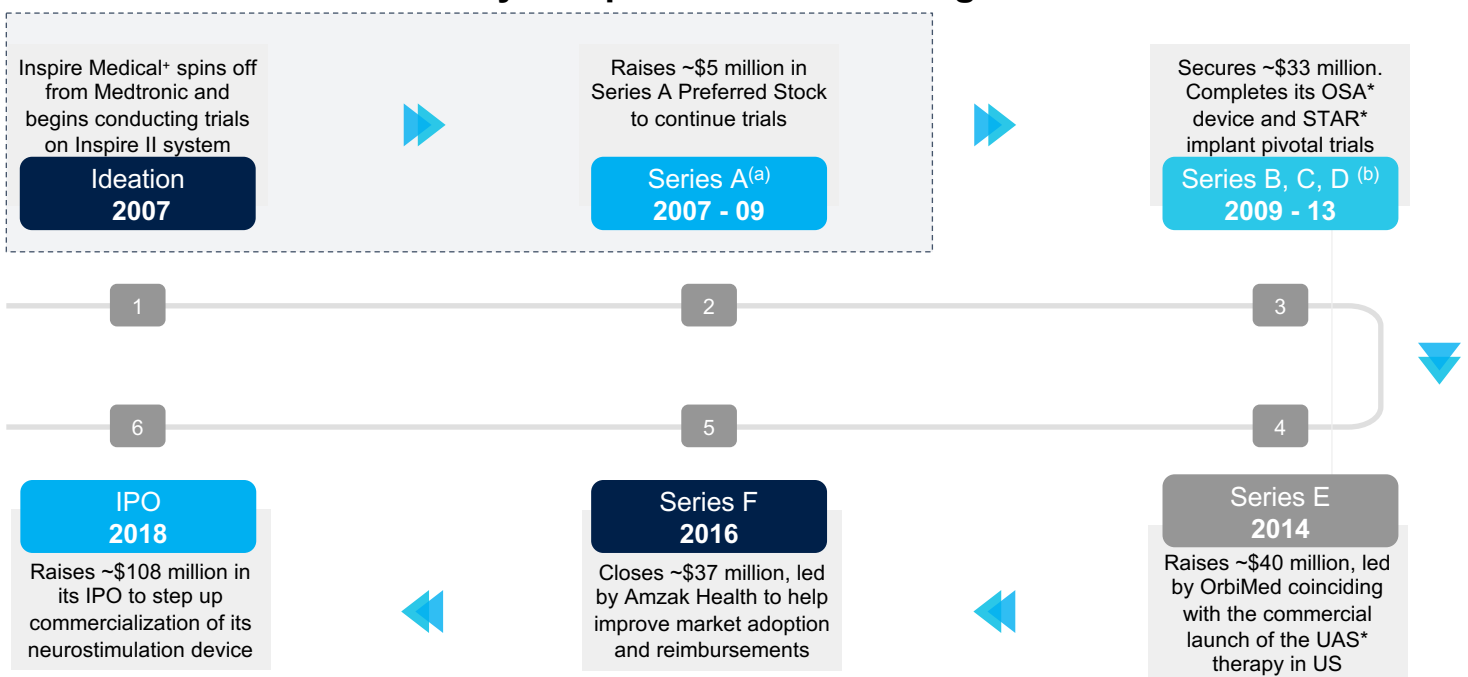 Inspire Medical+ spins off
from Medtronic and
begins conducting trials
on Inspire II system
Ideation
2007
Raises ~$5 million in
Series A Preferred Stock
to continue trials
Series A(a)
2007 - 09
Secures ~$33 million.
Completes its OSA*
device and STAR*
implant pivotal trials
Series B, C, D (b)
2009 - 13
1
2
3
6
5
4
IPO
2018
Raises ~$108 million in
its IPO to step up
commercialization of its
neurostimulation device
Series F
2016
Closes ~$37 million, led
by Amzak Health to help
improve market adoption
and reimbursements
Series E
2014
Raises ~$40 million, led
by OrbiMed coinciding
with the commercial
launch of the UAS*
therapy in US